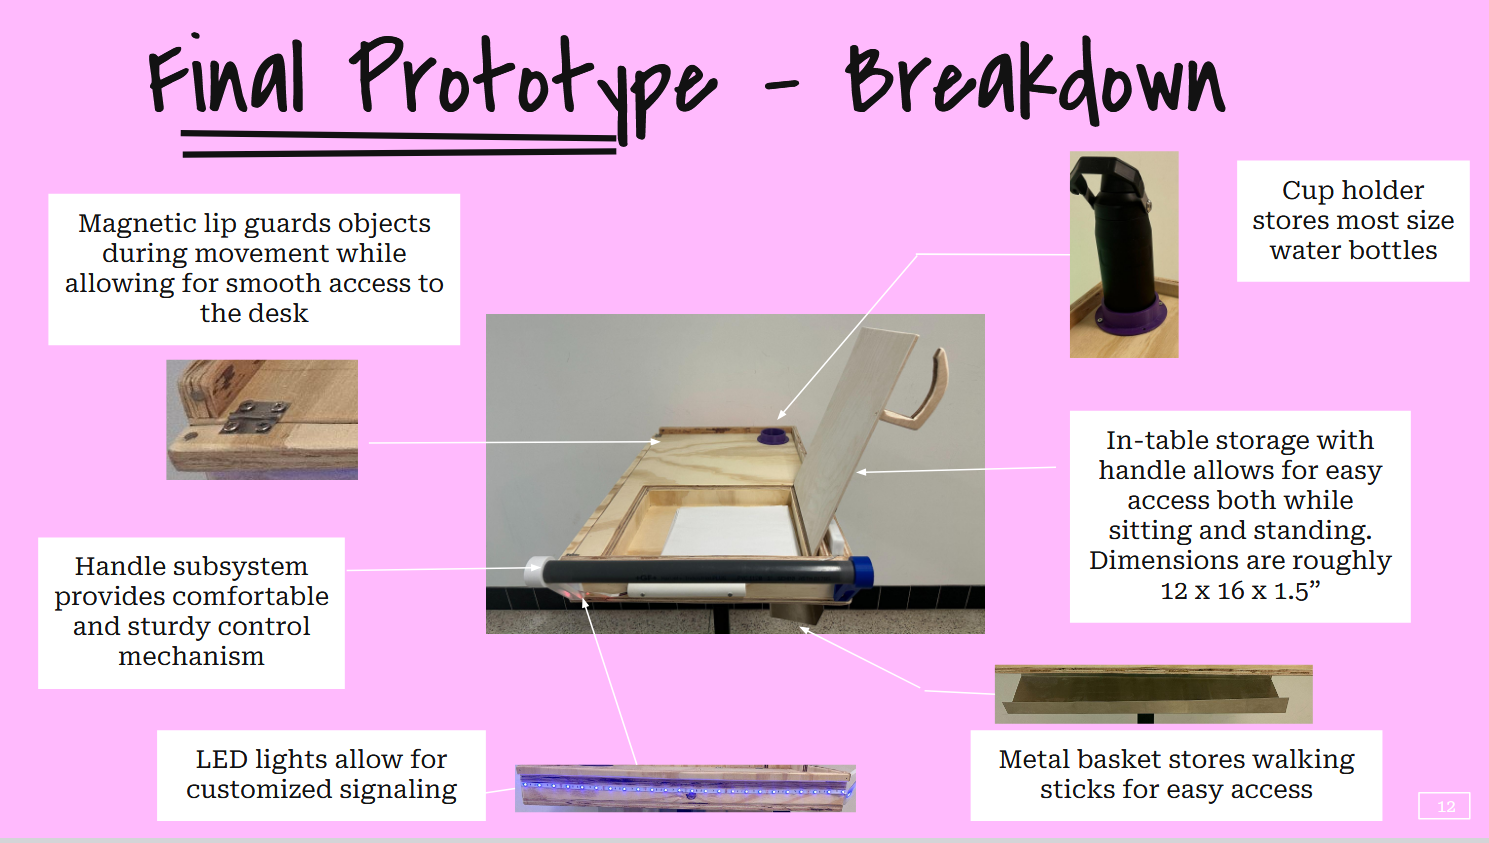 Final Prototype - Breakdown
Magnetic lip guards objects
during movement while
allowing for smooth access to
the desk
Cup holder
stores most size
water bottles
In-table storage with
handle allows for easy
access both while
sitting and standing.
Dimensions are roughly
12 x 16 x 1.5”
Handle subsystem
provides comfortable
and sturdy control
mechanism
LED lights allow for
customized signaling
Metal basket stores walking
sticks for easy access
12